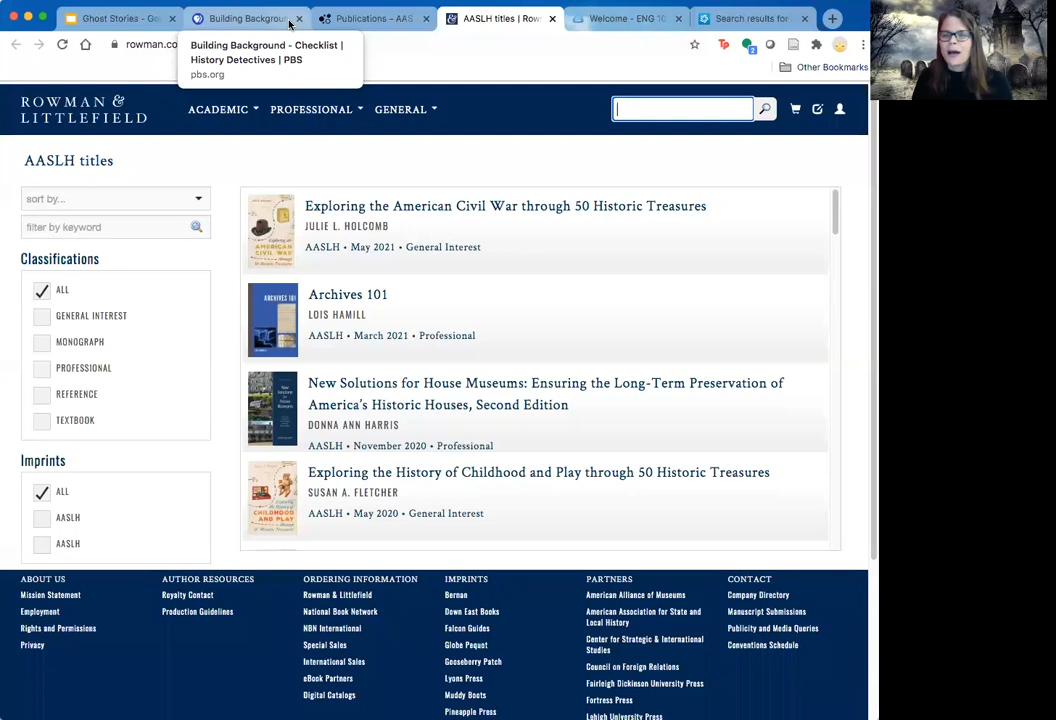 Ghost Stories - Goo
Building Background
Publications – AAS
AASLH titles | Row
Welcome - ENG 10
Search results for
rowman.co
Building Background - Checklist |
History Detectives | PBS
pbs.org
2
Other Bookmarks
ROWMAN &
LITTLEFIELD
ACADEMIC
PROFESSIONAL
GENERAL
AASLH titles
sort by...
filter by keyword
Classifications
ALL
GENERAL INTEREST
MONOGRAPH
PROFESSIONAL
REFERENCE
TEXTBOOK
Imprints
ALL
AASLH
AASLH
Exploring the American Civil War through 50 Historic Treasures
JULIE L. HOLCOMB
AASLH • May 2021 • General Interest
Archives 101
LOIS HAMILL
AASLH • March 2021 • Professional
New Solutions for House Museums: Ensuring the Long-Term Preservation of
America's Historic Houses, Second Edition
DONNA ANN HARRIS
AASLH • November 2020 • Professional
Exploring the History of Childhood and Play through 50 Historic Treasures
SUSAN A. FLETCHER
AASLH • May 2020 • General Interest
ABOUT US
Mission Statement
Employment
Rights and Permissions
Privacy
AUTHOR RESOURCES
Royalty Contact
Production Guidelines
ORDERING INFORMATION
Rowman & Littlefield
National Book Network
NBN International
Special Sales
International Sales
eBook Partners
Digital Catalogs
IMPRINTS
Bernan
Down East Books
Falcon Guides
Globe Pequot
Gooseberry Patch
Lyons Press
Muddy Boots
Pineapple Press
PARTNERS
American Alliance of Museums
American Association for State and
Local History
Center for Strategic & International
Studies
Council on Foreign Relations
Fairleigh Dickinson University Press
Fortress Press
Lehigh University Press
CONTACT
Company Directory
Manuscript Submissions
Publicity and Media Queries
Conventions Schedule